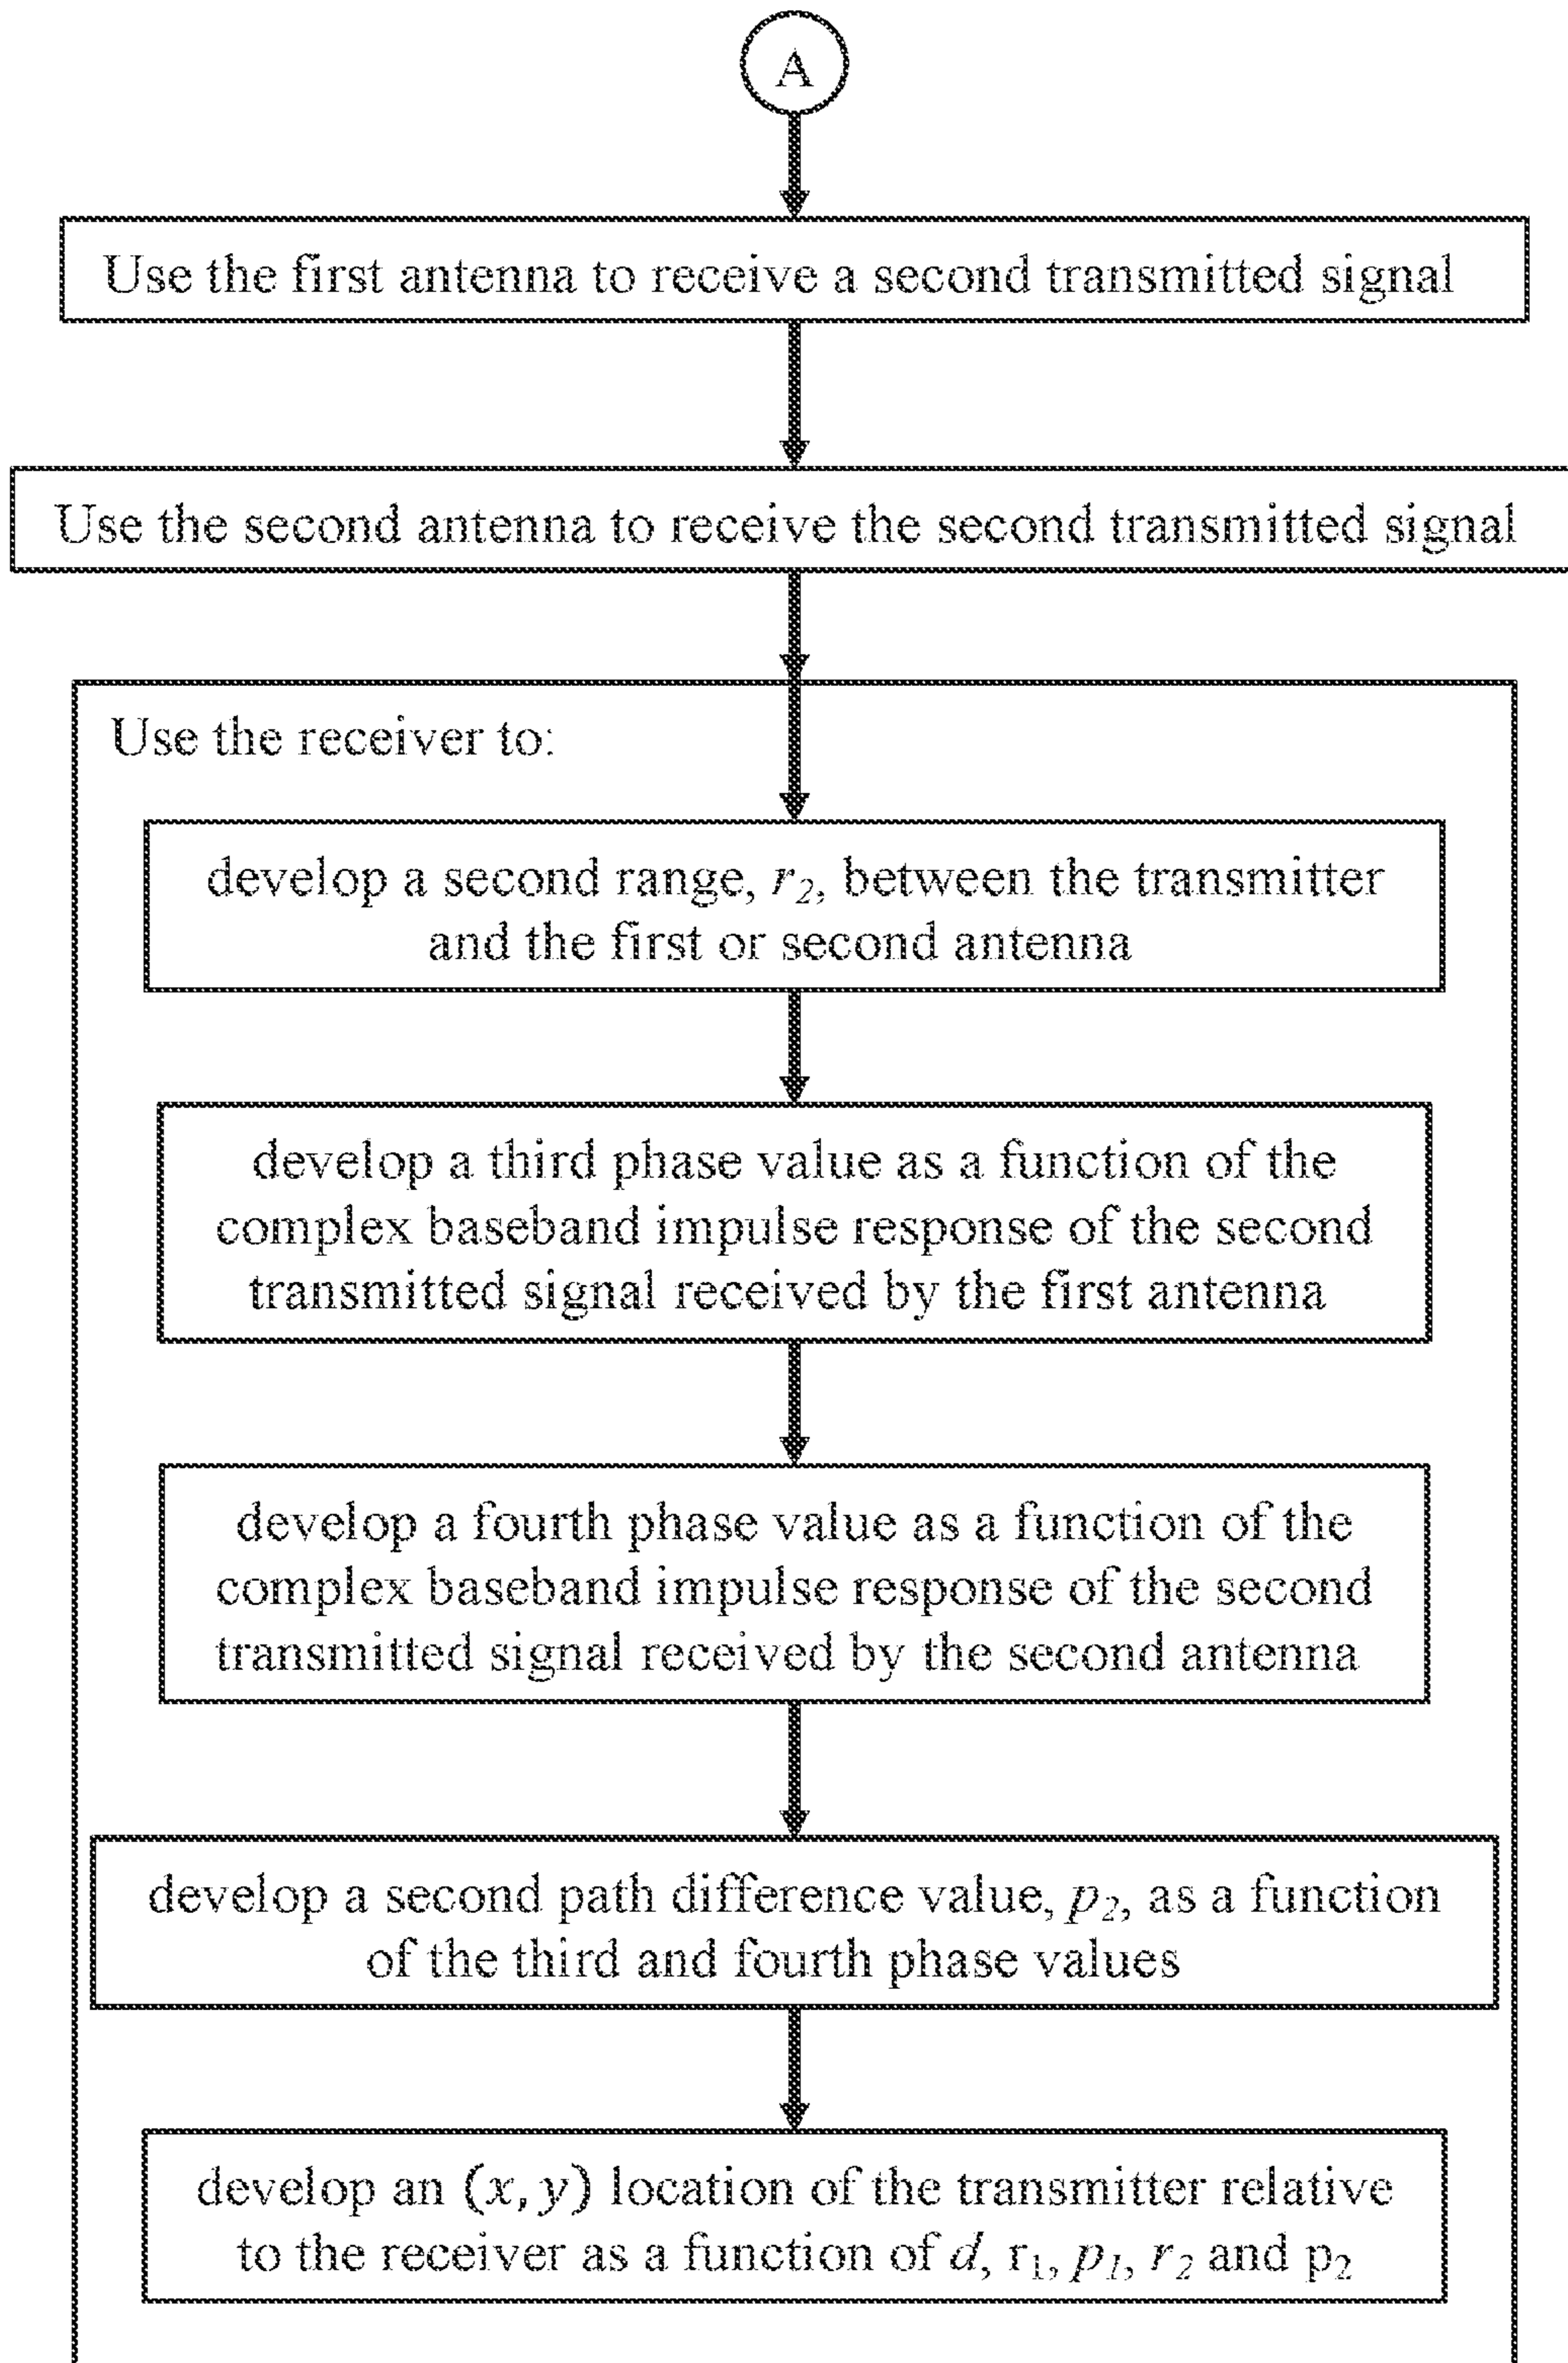 A
Use the first antenna to receive a second transmitted signal
Use the second antenna to receive the second transmitted signal
Use the receiver to:
develop a second range, r₂, between the transmitter
and the first or second antenna
develop a third phase value as a function of the
complex baseband impulse response of the second
transmitted signal received by the first antenna
develop a fourth phase value as a function of the
complex baseband impulse response of the second
transmitted signal received by the second antenna
develop a second path difference value, p₂, as a function
of the third and fourth phase values
develop an (x, y) location of the transmitter relative
to the receiver as a function of d, r₁, p₁, r₂ and p₂